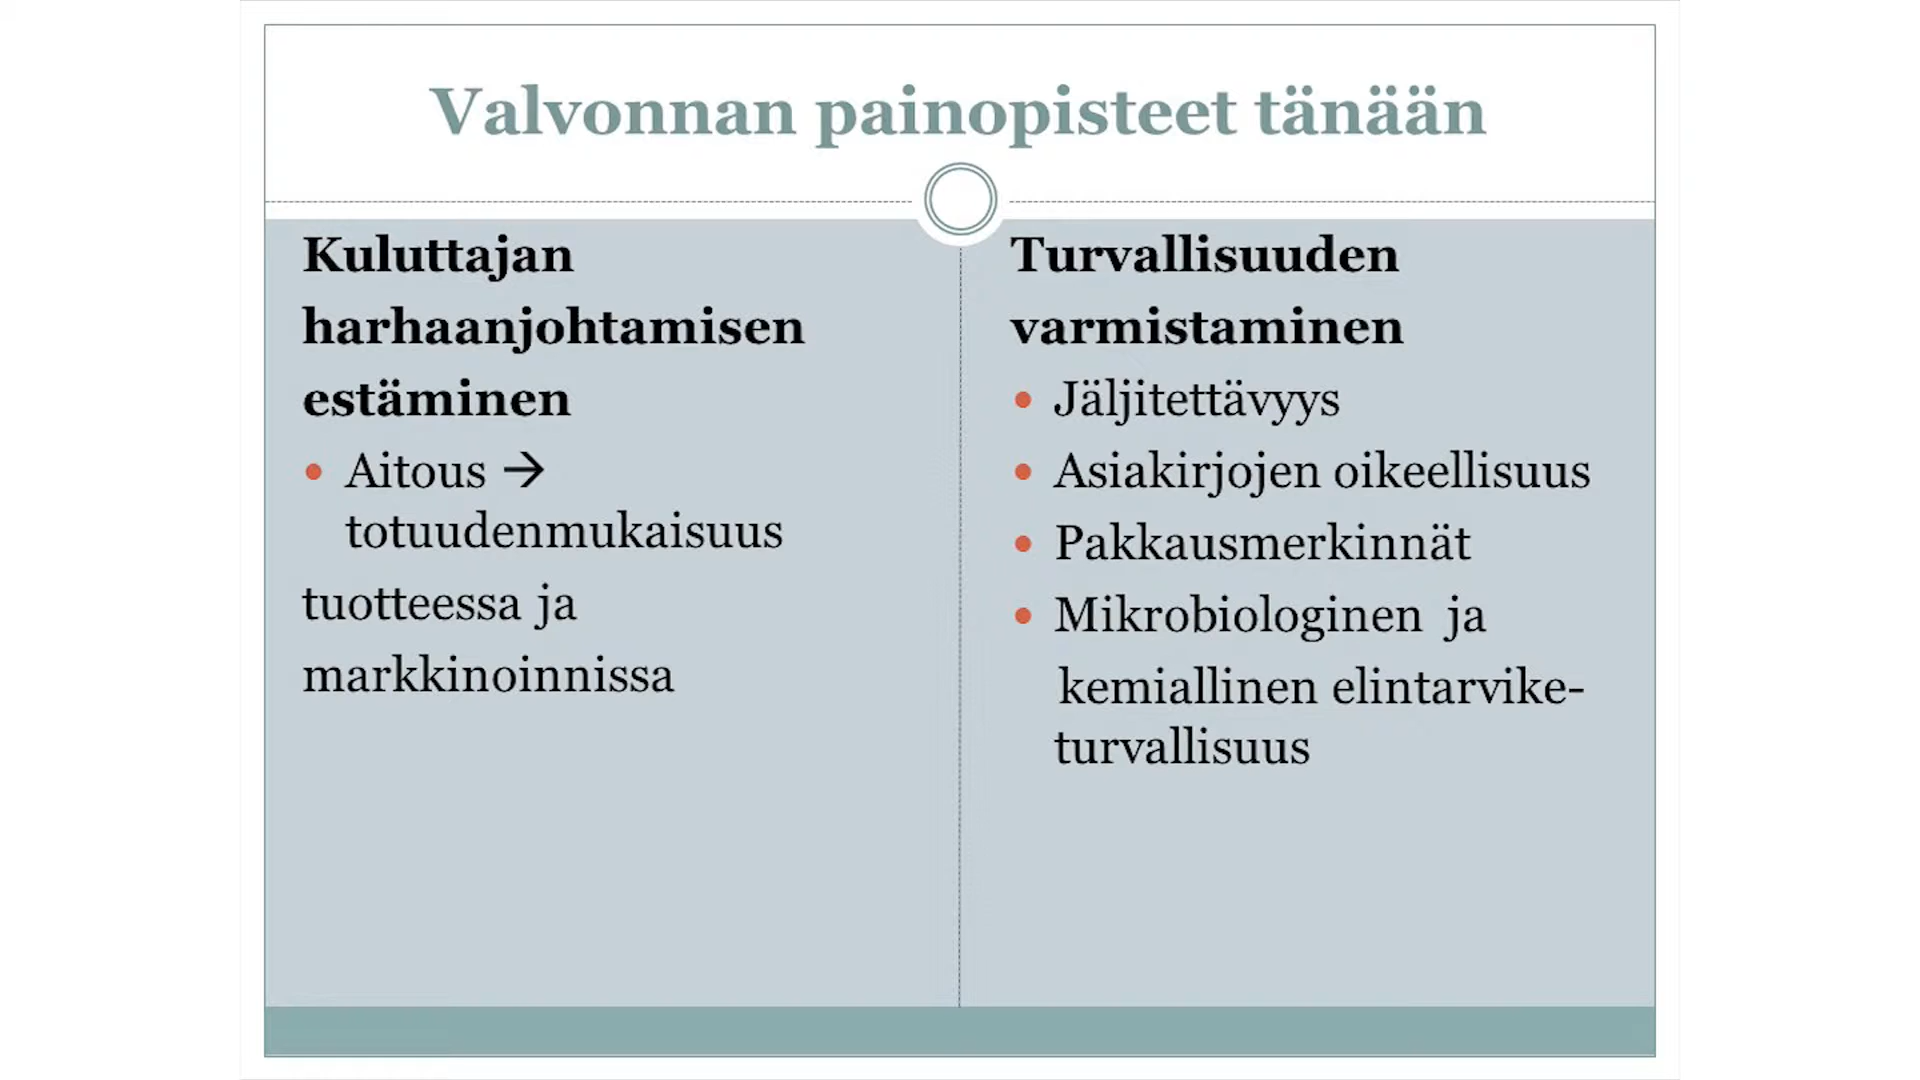 Valvonnan painopisteet tänään
Kuluttajan
harhaanjohtamisen
estäminen
• Aitous →
totuudenmukaisuus
tuotteessa ja
markkinoinnissa
Turvallisuuden
varmistaminen
• Jäljitettävyys
• Asiakirjojen oikeellisuus
• Pakkausmerkinnät
• Mikrobiologinen ja
kemiallinen elintarvike-
turvallisuus